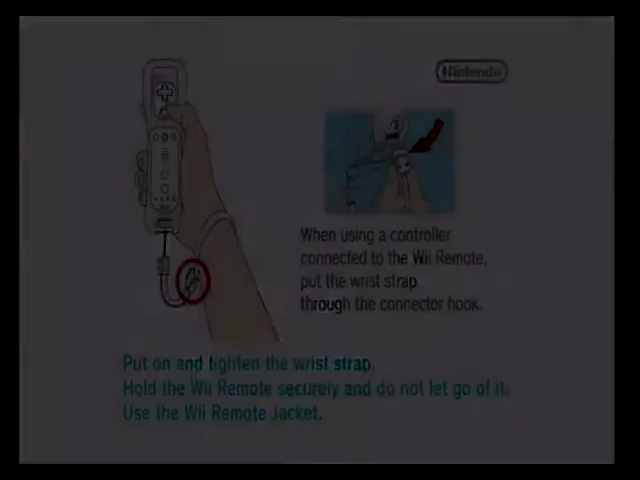 Nintendo
When using a controller
connected to the Wii Remote,
put the wrist strap
through the connector hook.
Put on and tighten the wrist strap.
Hold the Wii Remote securely and do not let go of it.
Use the Wii Remote Jacket.